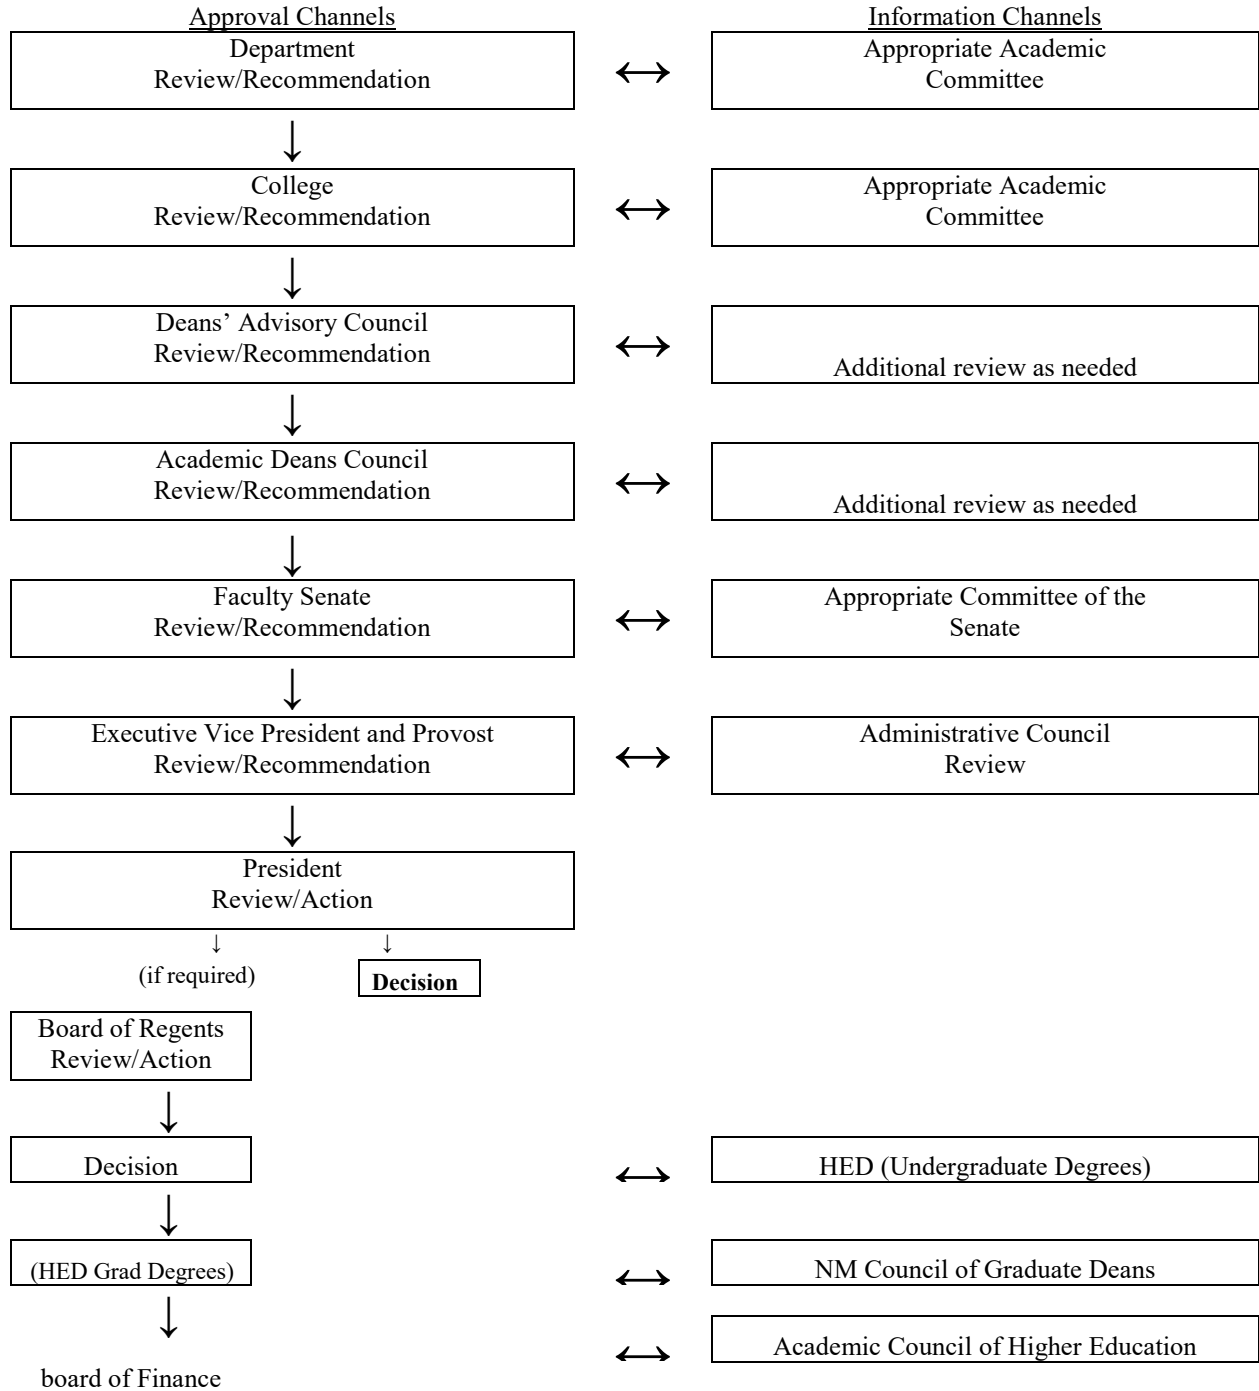 Approval Channels
Information Channels
Department
Review/Recommendation
Appropriate Academic
Committee
College
Review/Recommendation
Appropriate Academic
Committee
Deans’ Advisory Council
Review/Recommendation
Additional review as needed
Academic Deans Council
Review/Recommendation
Additional review as needed
Faculty Senate
Review/Recommendation
Appropriate Committee of the
Senate
Executive Vice President and Provost
Review/Recommendation
Administrative Council
Review
President
Review/Action
(if required)
Decision
Board of Regents
Review/Action
Decision
HED (Undergraduate Degrees)
(HED Grad Degrees)
NM Council of Graduate Deans
Academic Council of Higher Education
board of Finance